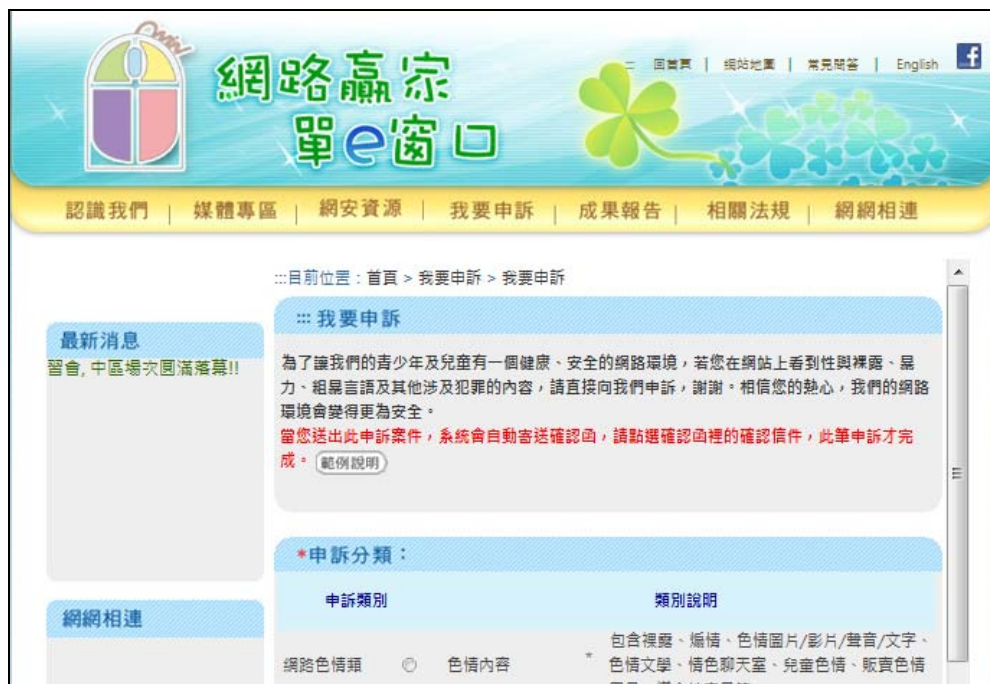 網路贏家
單e窗口
::: 回首頁 | 網站地圖 | 常見問答 | English
認識我們 | 媒體專區 | 網安資源 | 我要申訴 | 成果報告 | 相關法規 | 網網相連
:::目前位置：首頁 > 我要申訴 > 我要申訴
::: 我要申訴
最新消息
習會, 中區場次圓滿落幕!!
為了讓我們的青少年及兒童有一個健康、安全的網路環境，若您在網站上看到性與裸露、暴
力、粗暴言語及其他涉及犯罪的內容，請直接向我們申訴，謝謝。相信您的熱心，我們的網路
環境會變得更為安全。
當您送出此申訴案件，系統會自動寄送確認函，請點選確認函裡的確認信件，此筆申訴才完
成。 範例說明
*申訴分類：
申訴類別 類別說明
網網相連
網路色情類 色情內容 * 包含裸露、煽情、色情圖片/影片/聲音/文字、
色情文學、情色聊天室、兒童色情、販賣色情